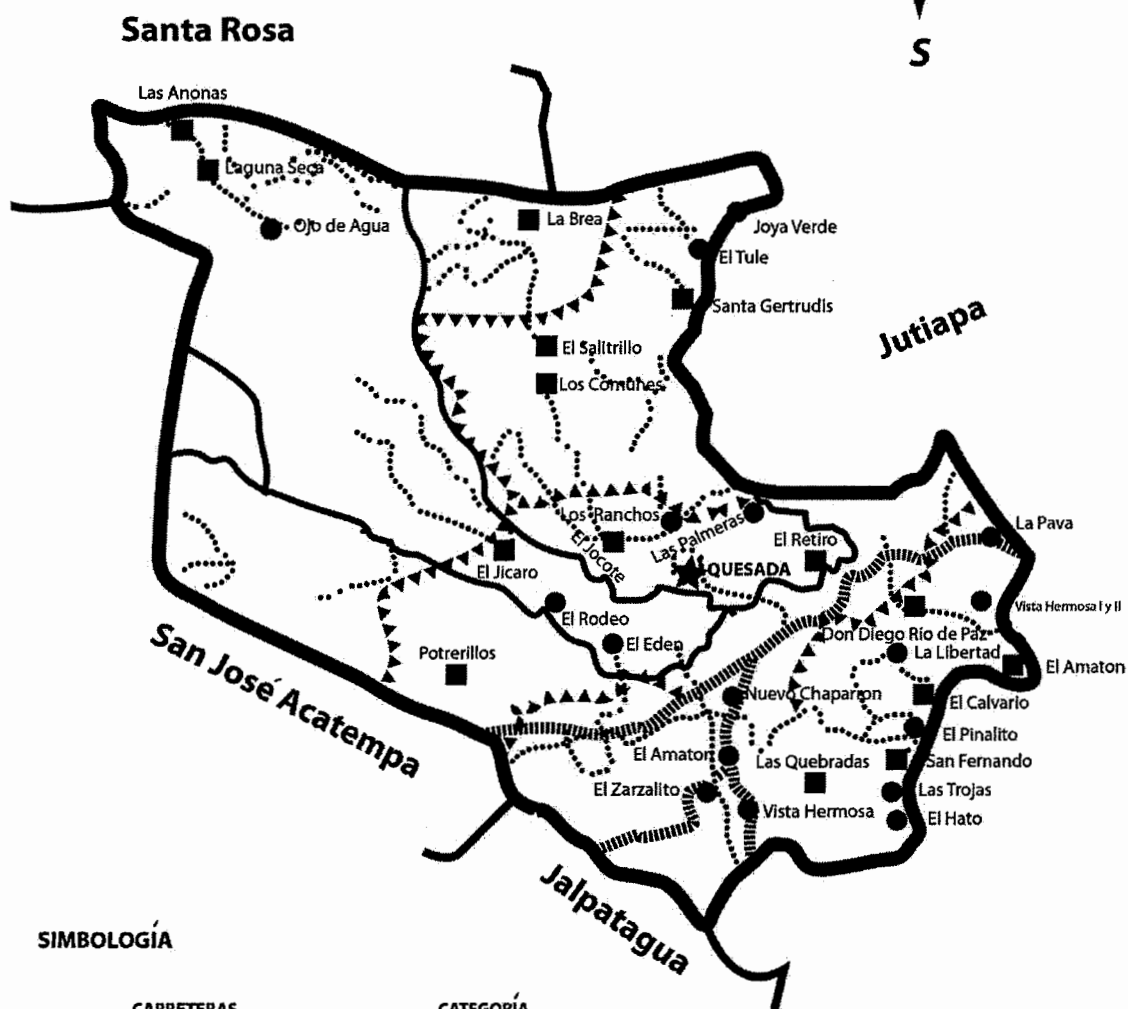 S
Santa Rosa
Las Anonas
Laguna Seca
Ojo de Agua
La Brea
Joya Verde
El Tule
Santa Gertrudis
Jutiapa
El Salitrillo
Los Comunes
Los Ranchos
Las Palmeras
El Jocote
El Retiro
La Pava
QUESADA
El Jicaro
El Rodeo
Vista Hermosa I y II
Don Diego Río de Paz
El Eden
La Libertad
Potrerillos
El Amaton
San José Acatempa
Nuevo Chaparron
El Calvario
El Pinalito
El Amaton
Las Quebradas
San Fernando
El Zarzalito
Las Trojas
Vista Hermosa
El Hato
Jalpatagua
SIMBOLOGÍA
CARRETERAS
CATEGORÍA